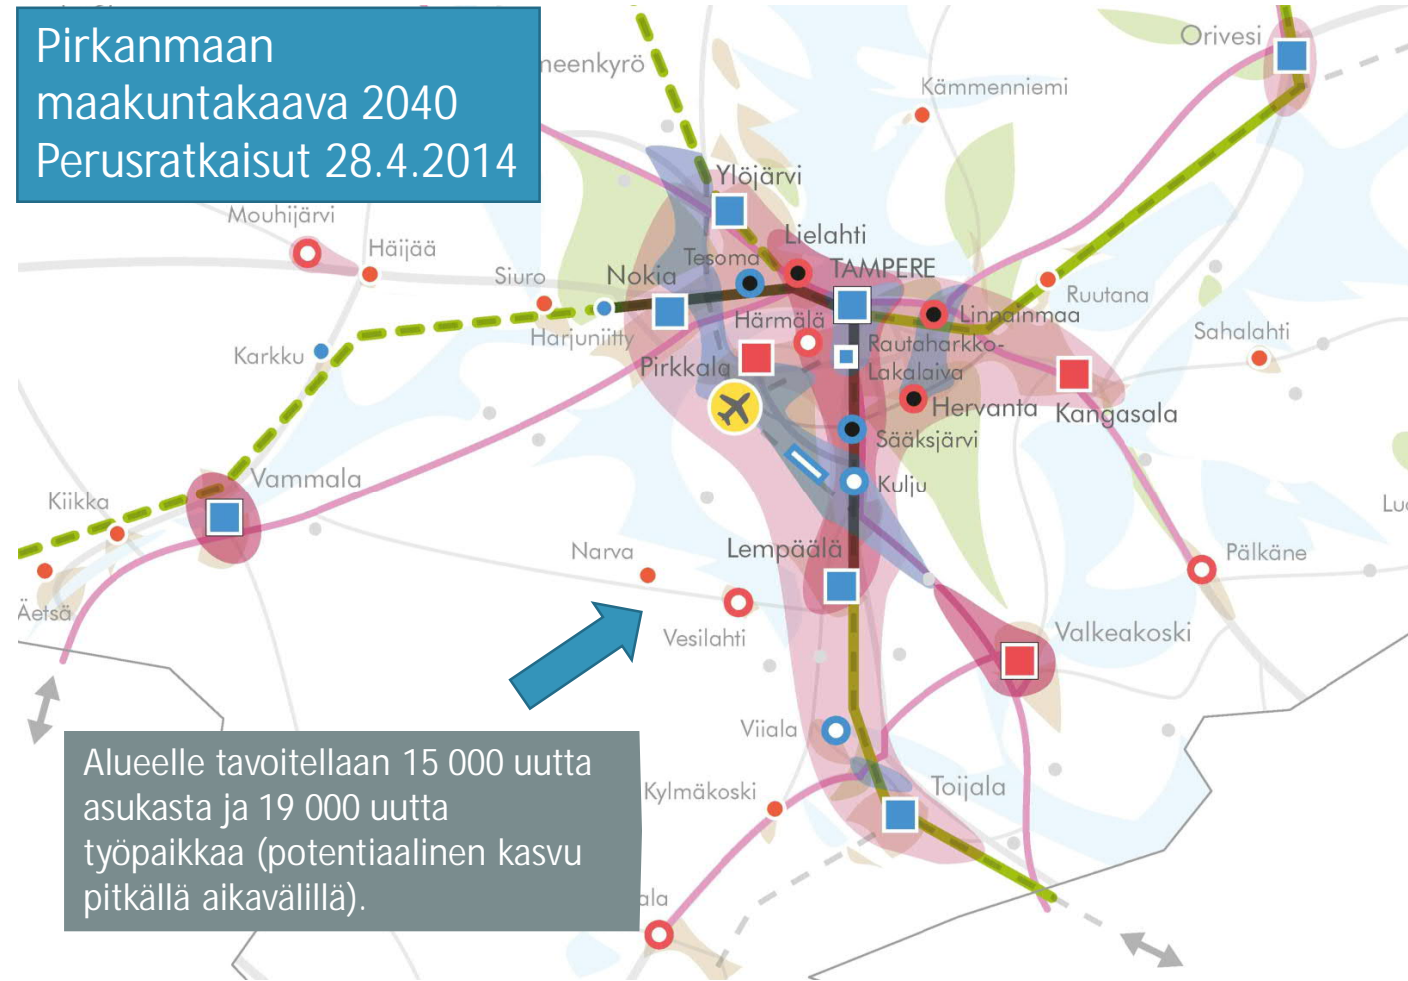 Pirkanmaan
maakuntakaava 2040
Perusratkaisut 28.4.2014
meenkyrö
Orivesi
Kämmenniemi
Ylöjärvi
Mouhijärvi
Häijää
Lielahti
Tesoma
TAMPERE
Siuro
Nokia
Ruutana
Härmälä
Linnainmaa
Harjuniitty
Sahalahti
Karkku
Pirkkala
Rautaharkko-
Lakalaiva
Hervanta
Kangasala
Sääksjärvi
Vammala
Kiikka
Kulju
Narva
Lempäälä
Pälkäne
Äetsä
Vesilahti
Valkeakoski
Viiala
Alueelle tavoitellaan 15 000 uutta
asukasta ja 19 000 uutta
työpaikkaa (potentiaalinen kasvu
pitkällä aikavälillä).
Kylmäkoski
Toijala
ala